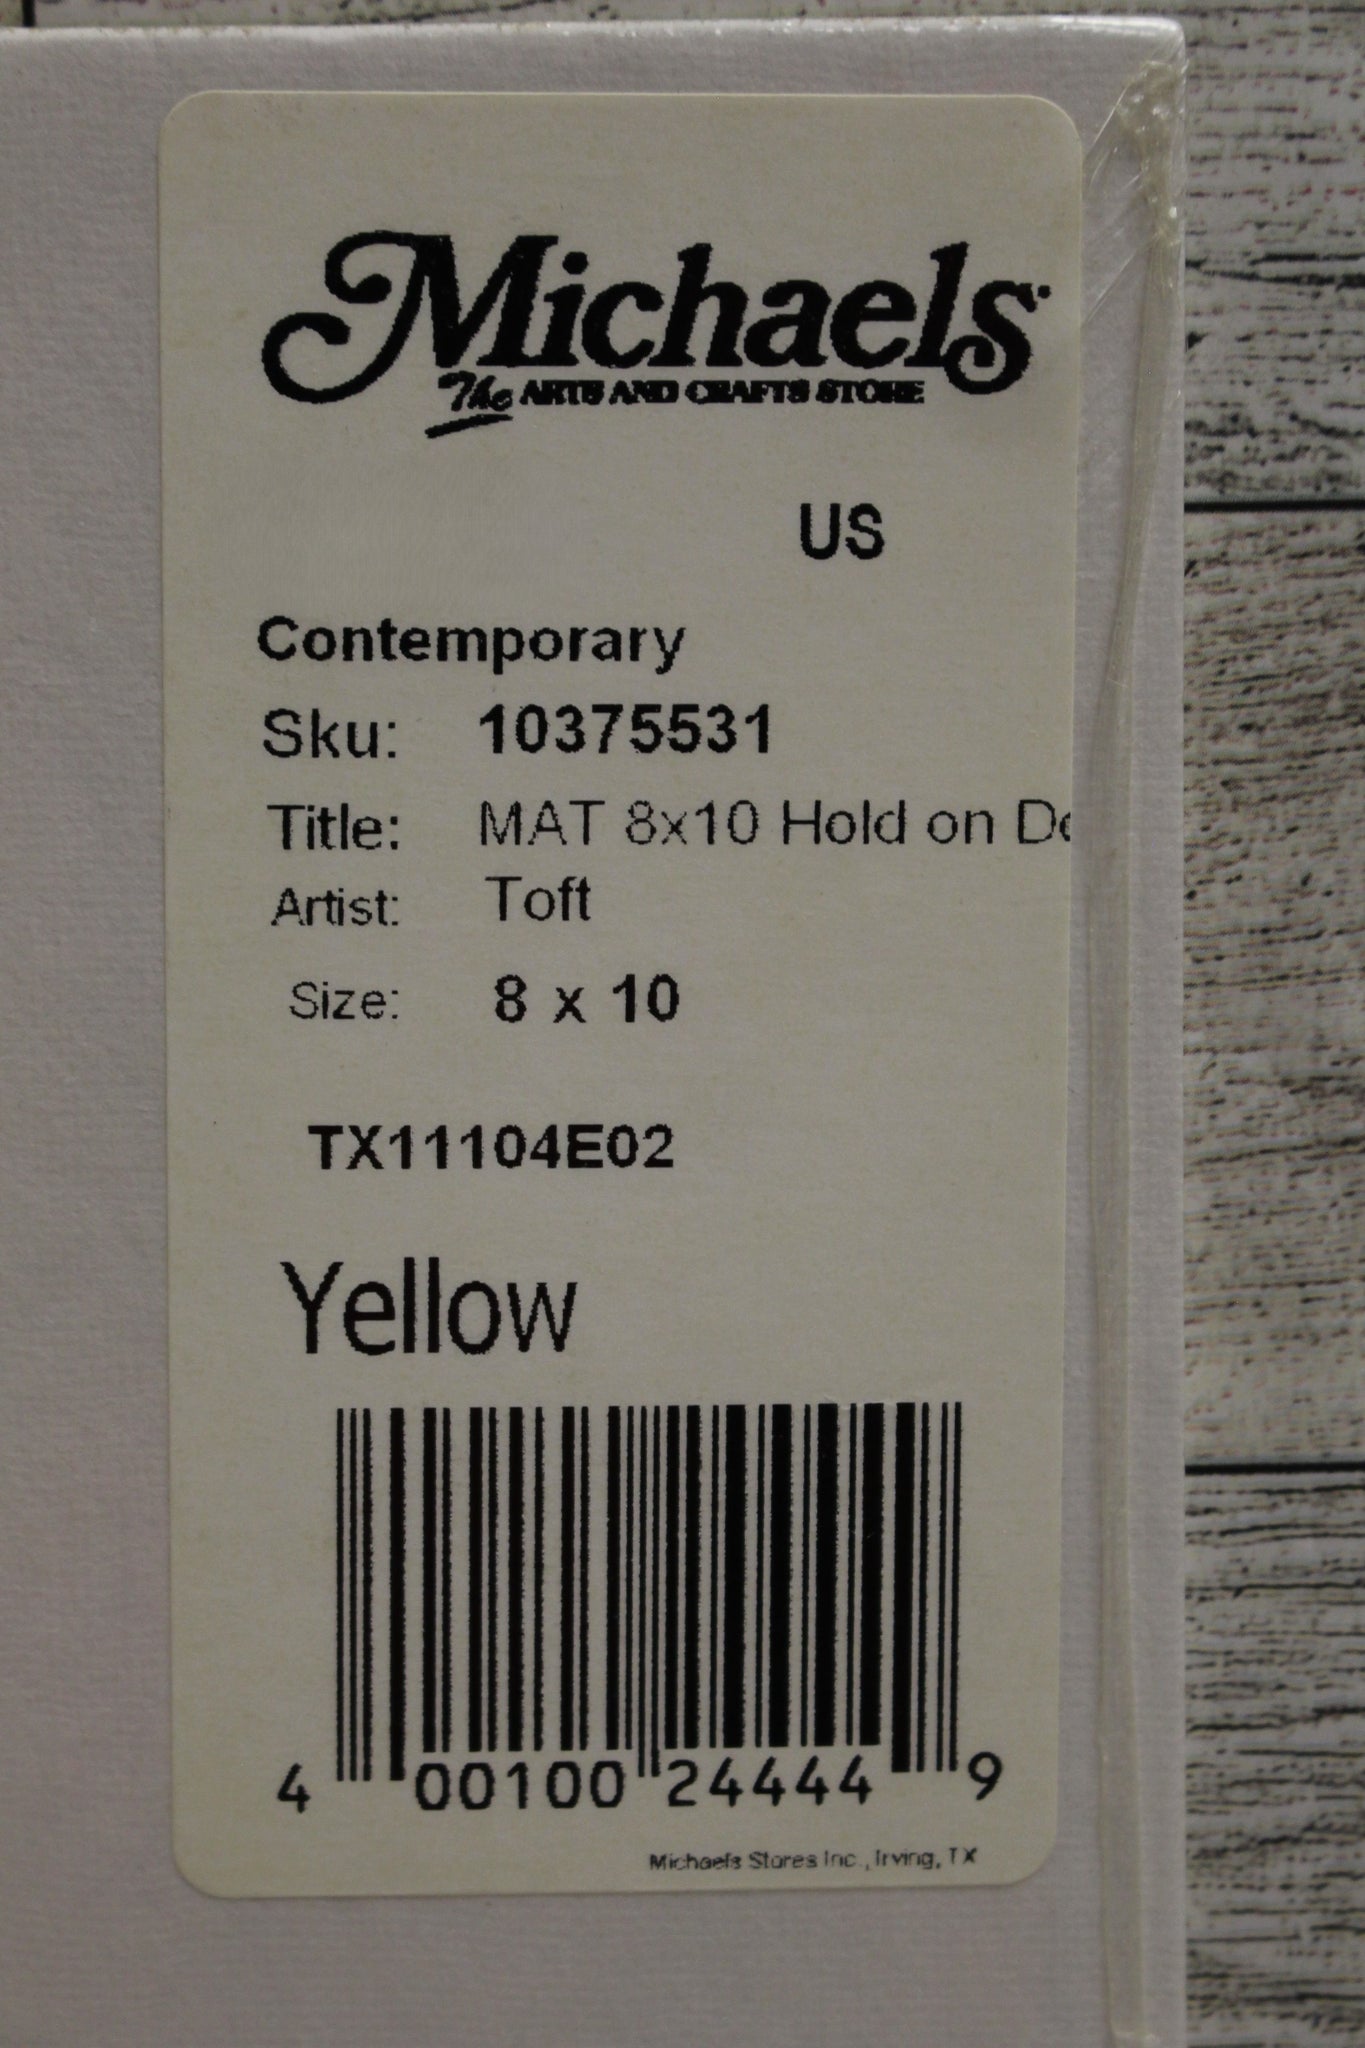 Michaels
The ARTS AND CRAFTS STORE
US
Contemporary
Sku: 10375531
Title: MAT 8x10 Hold on
Artist: Toft
Size: 8 x 10
TX11104E02
Yellow
4 00100 24444 9
Michaels Stores Inc., Irving, TX